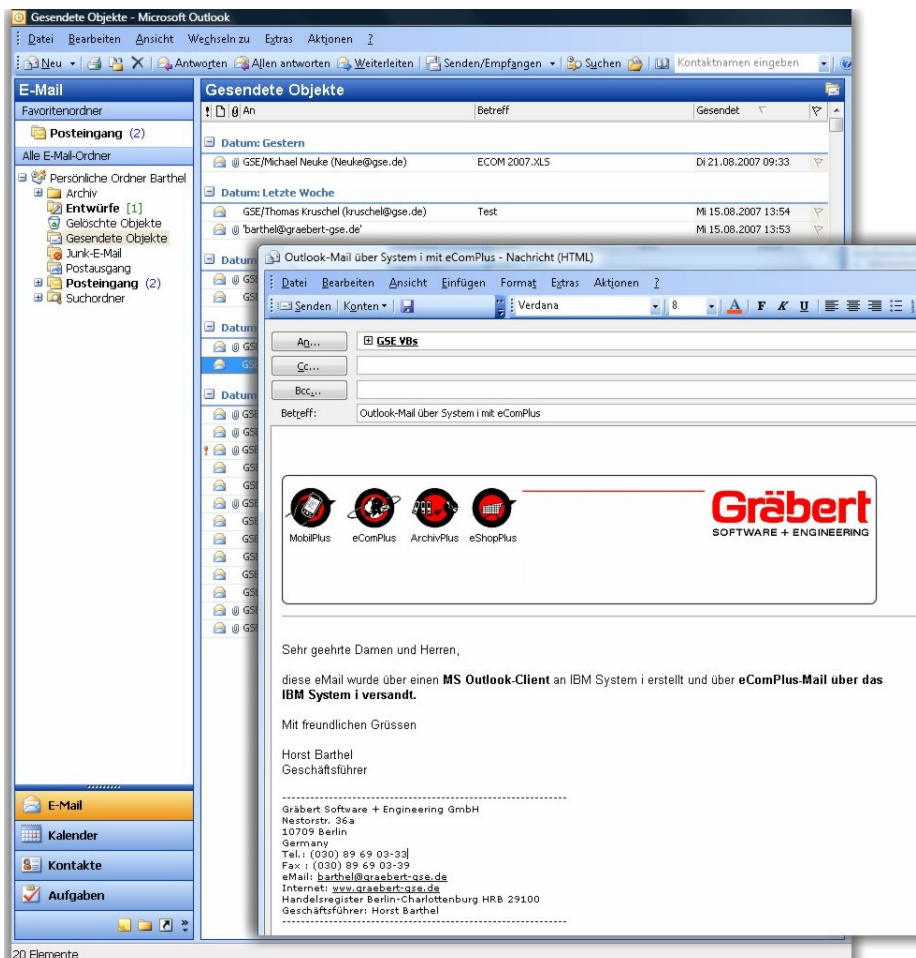 Gesendete Objekte - Microsoft Outlook
Datei Bearbeiten Ansicht Wechseln zu Extras Aktionen ?
Neu Antworten Allen antworten Weiterleiten Senden/Empfangen Suchen Kontaktnamen eingeben
E-Mail
Favoritenordner
Posteingang (2)
Alle E-Mail-Ordner
Persönliche Ordner Barthel
Archiv
Entwürfe [1]
Gelöschte Objekte
Gesendete Objekte
Junk-E-Mail
Postausgang
Posteingang (2)
Suchordner
E-Mail
Kalender
Kontakte
Aufgaben
20 Elemente
Gesendete Objekte
An Betreff Gesendet
Datum: Gestern
GSE/Michael Neuke (Neuke@gse.de) ECOM 2007.XLS Di 21.08.2007 09:33
Datum: Letzte Woche
GSE/Thomas Kruschel (kruschel@gse.de) Test Mi 15.08.2007 13:54
'barthel@graebert-gse.de' Mi 15.08.2007 13:53
Datum
Datum
Datum
Outlook-Mail über System i mit eComPlus - Nachricht (HTML)
Datei Bearbeiten Ansicht Einfügen Format Extras Aktionen ?
Senden Konten Verdana 8 A F K U
An... GSE VBs
Cc...
Bcc...
Betreff: Outlook-Mail über System i mit eComPlus
MobilPlus eComPlus ArchivPlus eShopPlus
Gräbert
SOFTWARE + ENGINEERING
Sehr geehrte Damen und Herren,
diese eMail wurde über einen MS Outlook-Client an IBM System i erstellt und über eComPlus-Mail über das
IBM System i versandt.
Mit freundlichen Grüssen
Horst Barthel
Geschäftsführer
Gräbert Software + Engineering GmbH
Nestorstr. 36a
10709 Berlin
Germany
Tel.: (030) 89 69 03-33
Fax : (030) 89 69 03-39
eMail: barthel@graebert-gse.de
Internet: www.graebert-gse.de
Handelsregister Berlin-Charlottenburg HRB 29100
Geschäftsführer: Horst Barthel